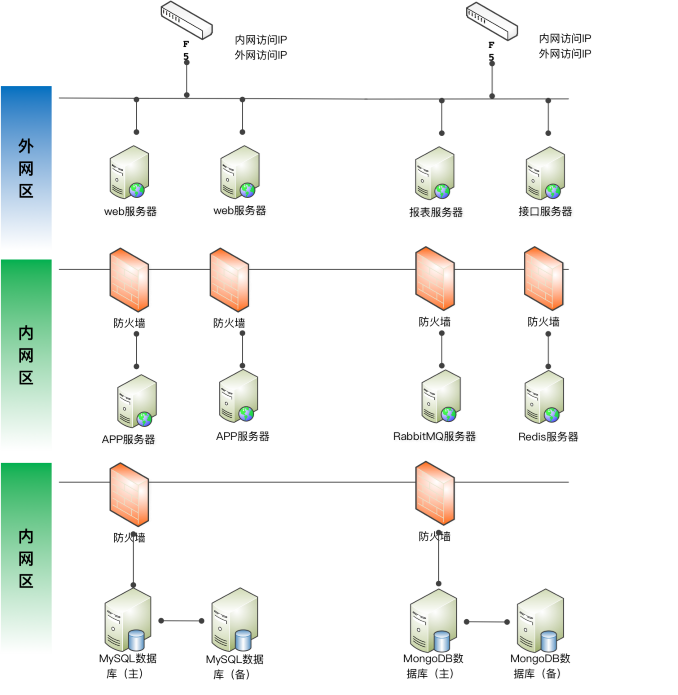 F
5
内网访问IP
外网访问IP
F
5
内网访问IP
外网访问IP
外
网
区
web服务器
web服务器
报表服务器
接口服务器
内
网
区
防火墙
防火墙
防火墙
防火墙
APP服务器
APP服务器
RabbitMQ服务器
Redis服务器
内
网
区
防火墙
防火墙
MySQL数据
库（主）
MySQL数据
库（备）
MongoDB数
据库（主）
MongoDB数
据库（备）